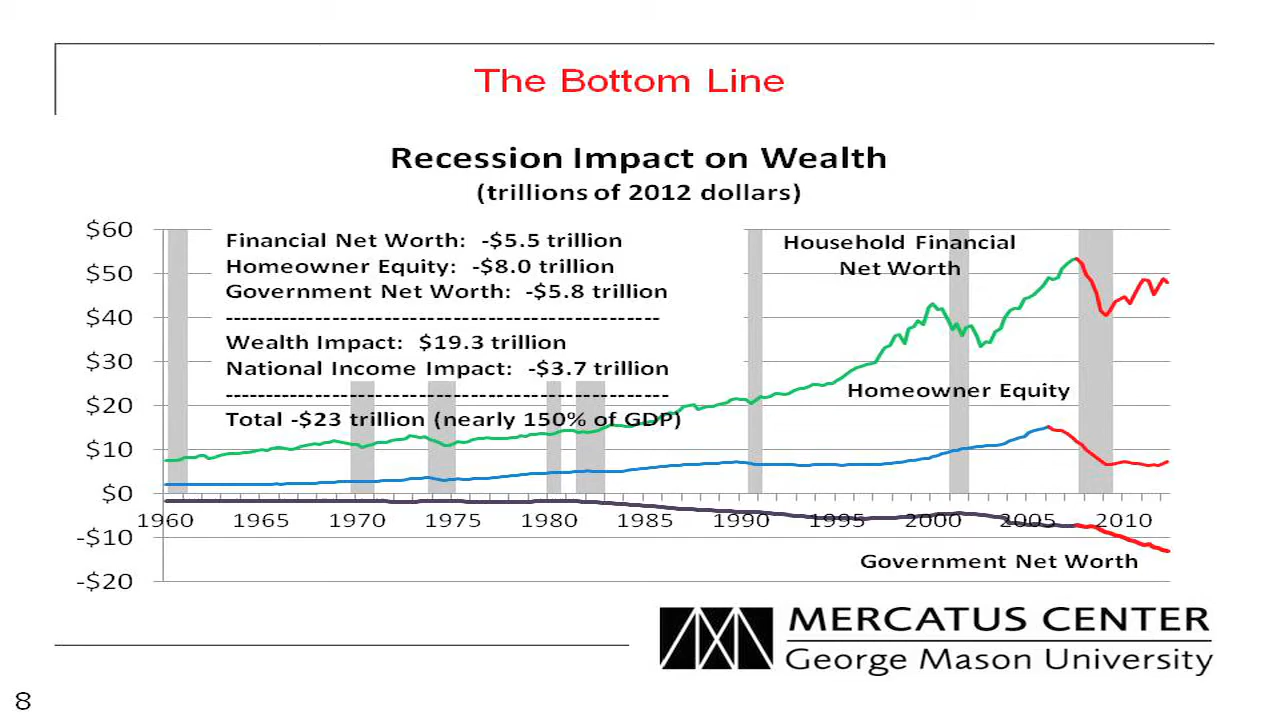 The Bottom Line
Recession Impact on Wealth
(trillions of 2012 dollars)
$60
$50
$40
$30
$20
$10
$0
-$10
-$20
Financial Net Worth: -$5.5 trillion
Homeowner Equity: -$8.0 trillion
Government Net Worth: -$5.8 trillion
----------------------------------------------------
Wealth Impact: $19.3 trillion
National Income Impact: -$3.7 trillion
-----------------------------------------------------
Total -$23 trillion (nearly 150% of GDP)
Household Financial
Net Worth
Homeowner Equity
1960 1965 1970 1975 1980 1985 1990 1995 2000 2005 2010
Government Net Worth
MERCATUS CENTER
George Mason University
8